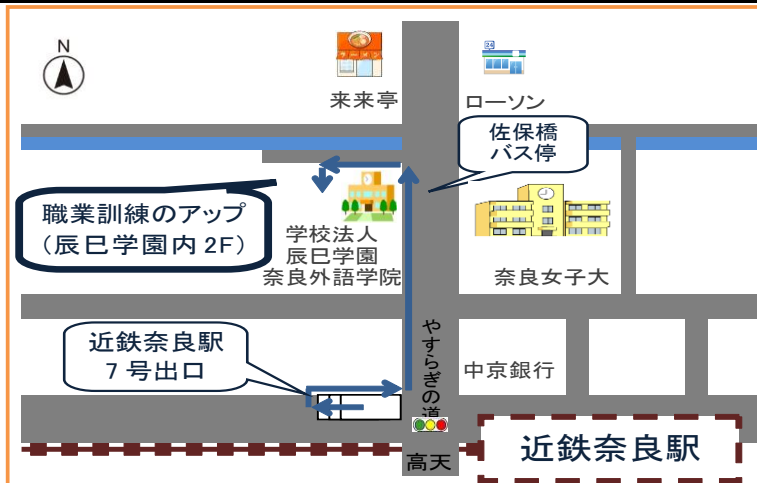 N
来来亭
ローソン
佐保橋
バス停
職業訓練のアップ
（辰巳学園内2F）
学校法人
辰巳学園
奈良外語学院
奈良女子大
近鉄奈良駅
7号出口
やすらぎの道
中京銀行
高天
近鉄奈良駅